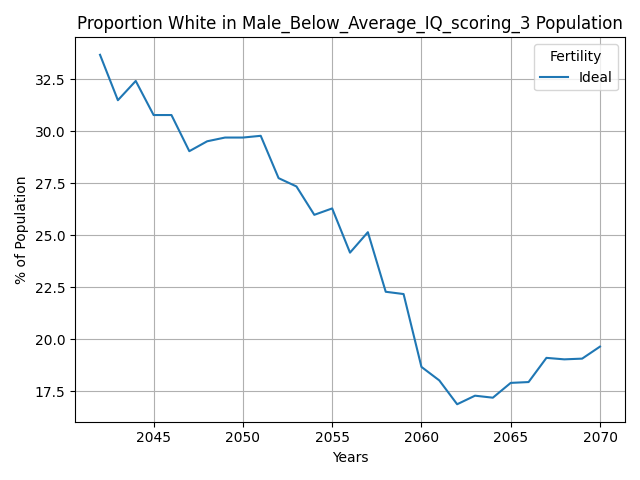 Proportion White in Male_Below_Average_IQ_scoring_3 Population
Fertility
Ideal
% of Population
32.5
30.0
27.5
25.0
22.5
20.0
17.5
2045 2050 2055 2060 2065 2070
Years